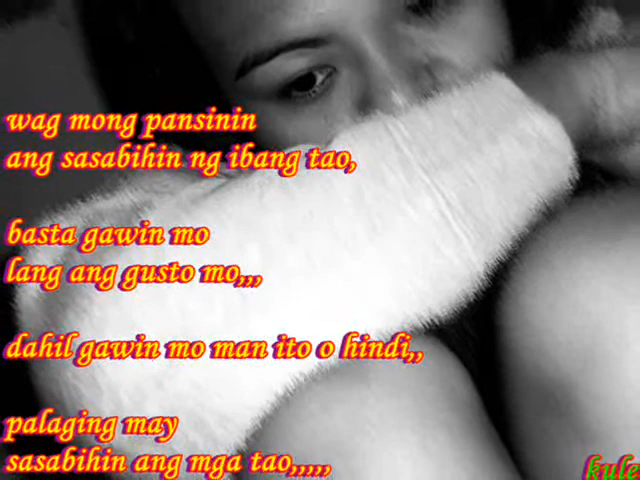 wag mong pansinin
ang sasabihin ng ibang tao,
basta gawin mo
lang ang gusto mo,,,
dahil gawin mo man ito o hindi,,
palaging may
sasabihin ang mga tao,,,,,
kule